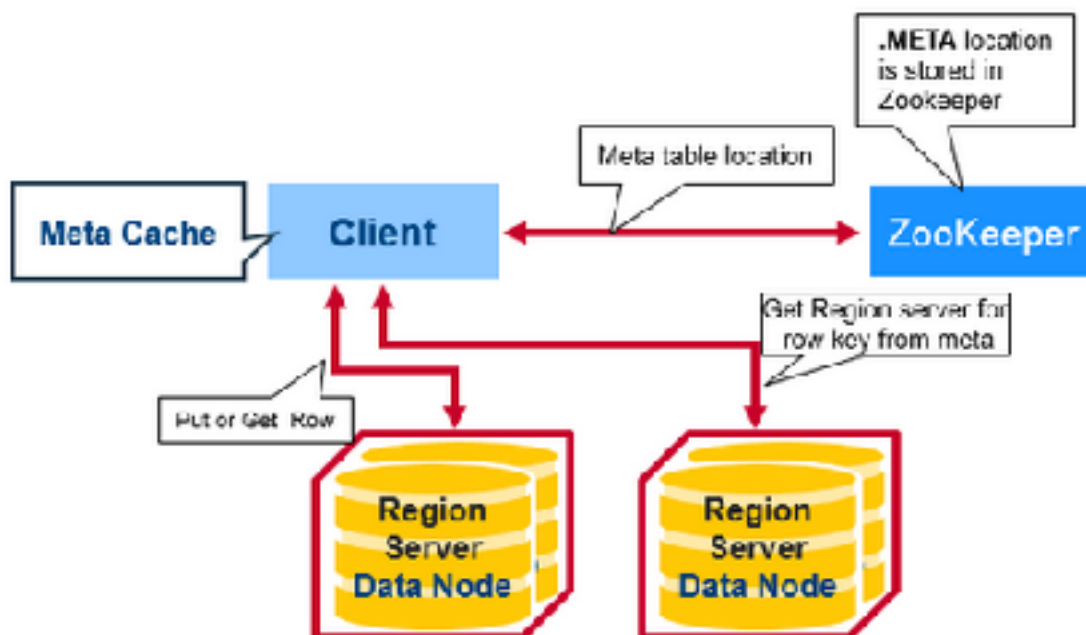 .META location
is stored in
Zookeeper
Meta table location
Meta Cache
Client
ZooKeeper
Get Region server for
row key from meta
Put or Get Row
Region
Server
Data Node
Region
Server
Data Node